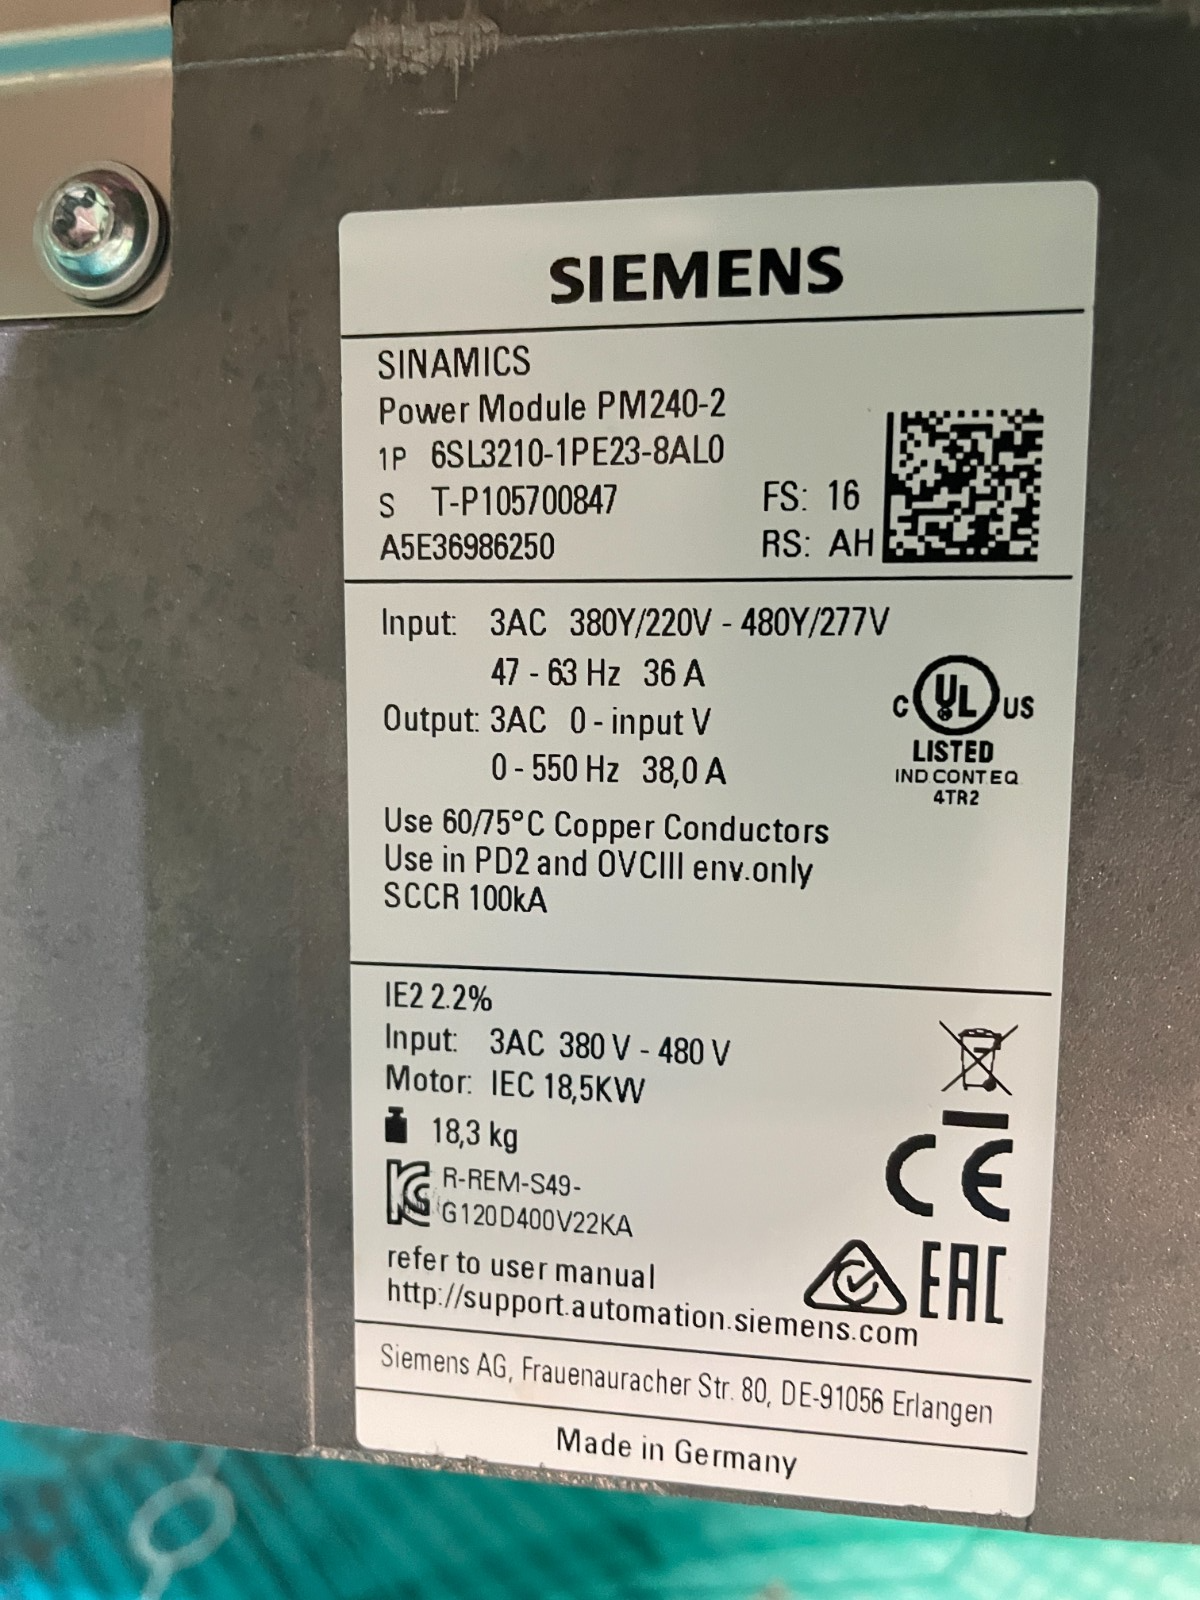 SIEMENS
SINAMICS
Power Module PM240-2
1P 6SL3210-1PE23-8AL0
S T-P105700847 FS: 16
A5E36986250 RS: AH
Input: 3AC 380Y/220V - 480Y/277V
47 - 63 Hz 36 A
Output: 3AC 0 - input V
0 - 550 Hz 38,0 A
C UL US
LISTED
IND CONT EQ
4TR2
Use 60/75°C Copper Conductors
Use in PD2 and OVCIII env.only
SCCR 100kA
IE2 2.2%
Input: 3AC 380 V - 480 V
Motor: IEC 18,5KW
18,3 kg
R-REM-S49-
G120D400V22KA
CE
EAC
refer to user manual
http://support.automation.siemens.com
Siemens AG, Frauenauracher Str. 80, DE-91056 Erlangen
Made in Germany